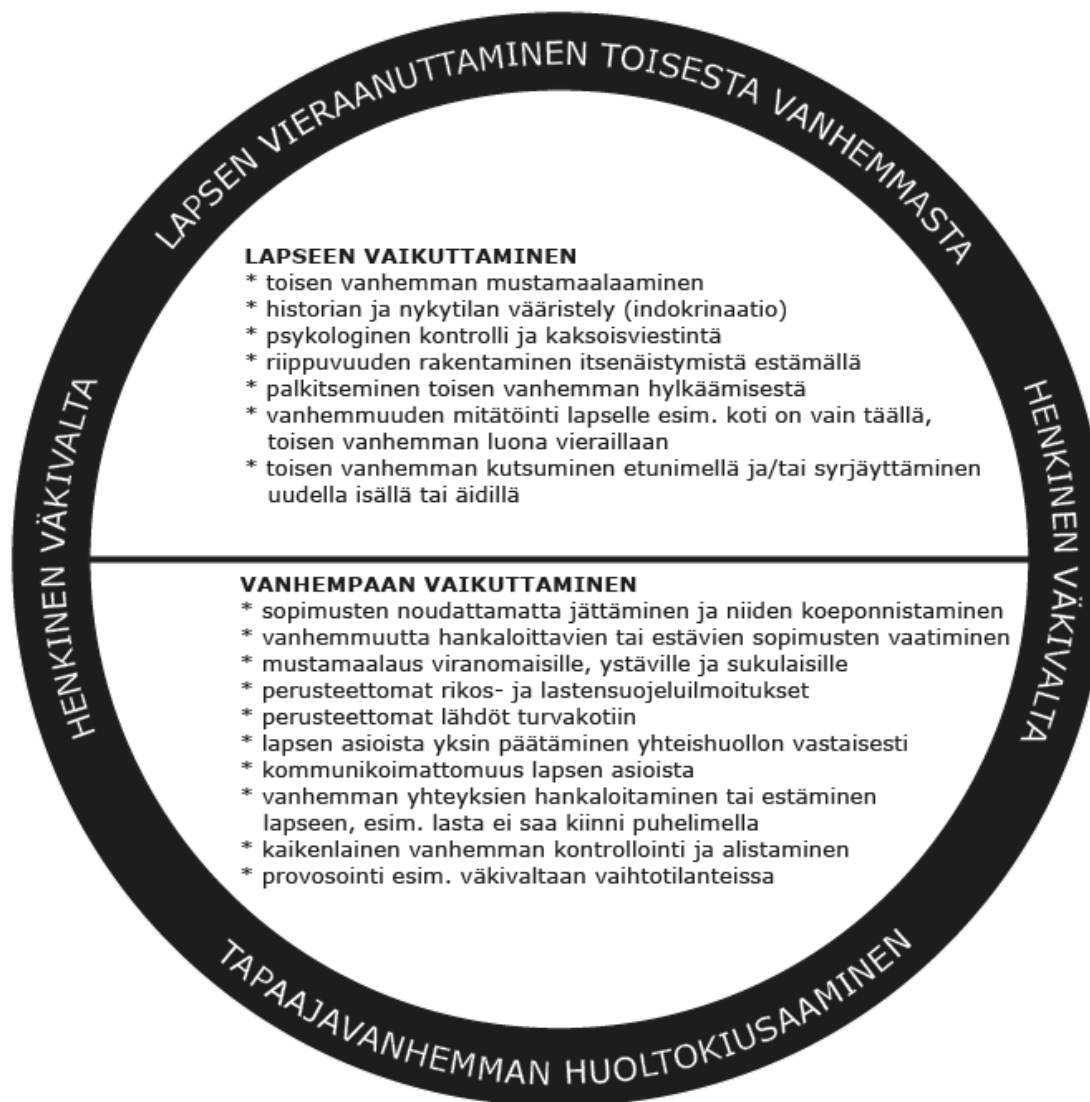 LAPSEN VIERAANUTTAMINEN TOISESTA VANHEMMASTA
HENKINEN VÄKIVALTA
LAPSEEN VAIKUTTAMINEN
* toisen vanhemman mustamaalaaminen
* historian ja nykytilan vääristely (indokrinaatio)
* psykologinen kontrolli ja kaksoisviestintä
* riippuvuuden rakentaminen itsenäistymistä estämällä
* palkitseminen toisen vanhemman hylkäämisestä
* vanhemmuuden mitätöinti lapselle esim. koti on vain täällä,
toisen vanhemman luona vieraillaan
* toisen vanhemman kutsuminen etunimellä ja/tai syrjäyttäminen
uudella isällä tai äidillä
HENKINEN VÄKIVALTA
VANHEMPAAN VAIKUTTAMINEN
* sopimusten noudattamatta jättäminen ja niiden koeponnistaminen
* vanhemmuutta hankaloittavien tai estävien sopimusten vaatiminen
* mustamaalaus viranomaisille, ystäville ja sukulaisille
* perusteettomat rikos- ja lastensuojeluilmoitukset
* perusteettomat lähdöt turvakotiin
* lapsen asioista yksin päätäminen yhteishuollon vastaisesti
* kommunikoimattomuus lapsen asioista
* vanhemman yhteyksien hankaloitaminen tai estäminen
lapseen, esim. lasta ei saa kiinni puhelimella
* kaikenlainen vanhemman kontrollointi ja alistaminen
* provosointi esim. väkivaltaan vaihtotilanteissa
TAPAAJAVANHEMMAN HUOLTOKIUSAAMINEN